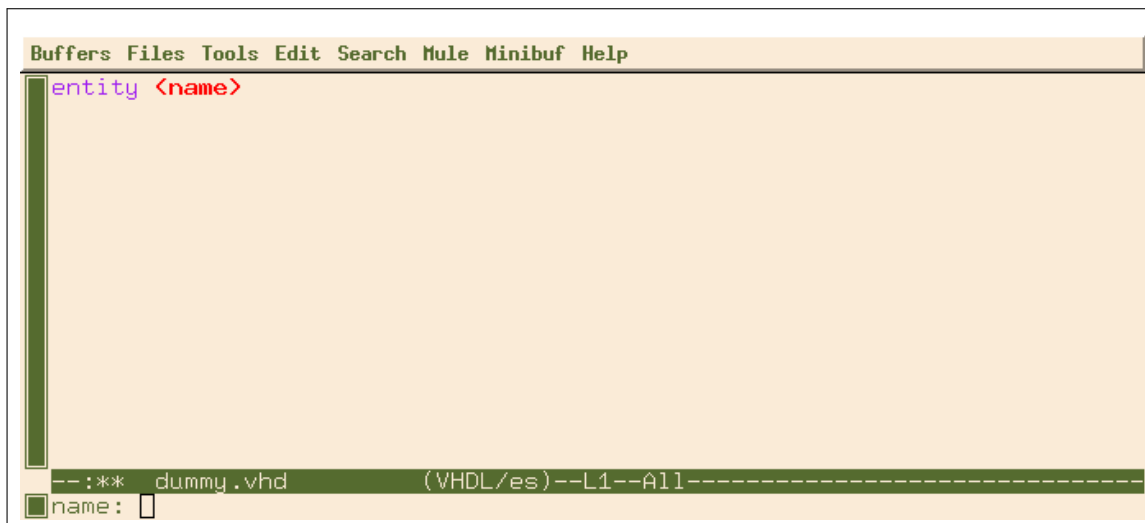 Buffers Files Tools Edit Search Mule Minibuf Help
entity <name>
--:**  dummy.vhd         (VHDL/es)--L1--All-------------------------------
name: